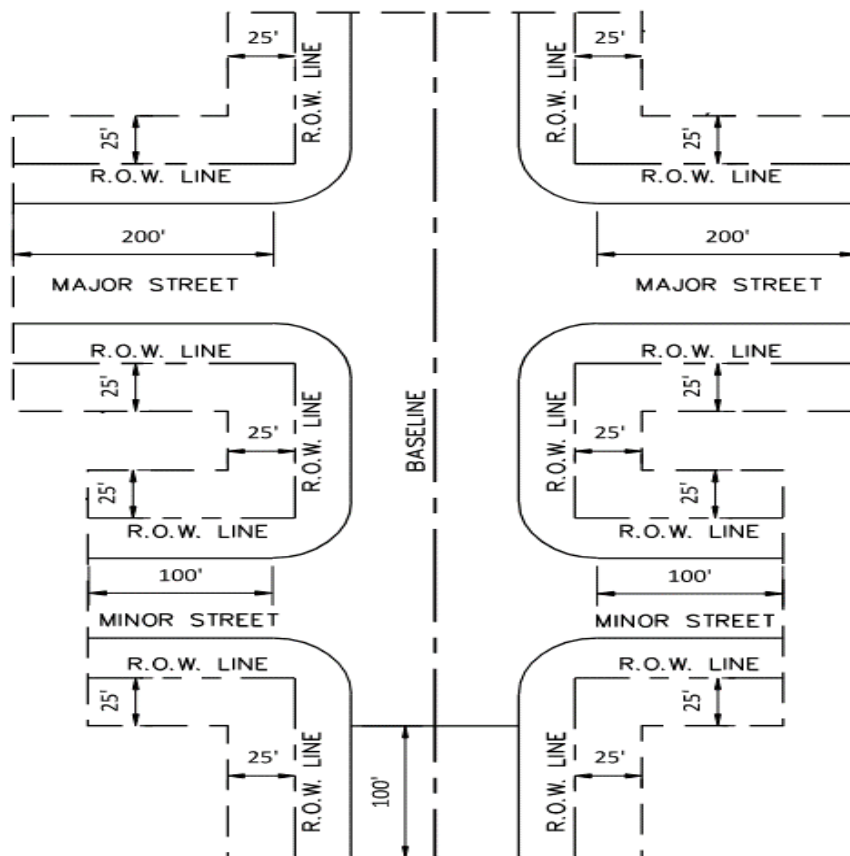 25'
R.O.W. LINE
R.O.W. LINE
25'
25'
25'
R.O.W. LINE
R.O.W. LINE
200'
200'
MAJOR STREET
MAJOR STREET
R.O.W. LINE
R.O.W. LINE
25'
25'
R.O.W. LINE
BASELINE
R.O.W. LINE
25'
25'
25'
25'
R.O.W. LINE
R.O.W. LINE
100'
100'
MINOR STREET
MINOR STREET
R.O.W. LINE
R.O.W. LINE
25'
25'
25'
R.O.W. LINE
100'
R.O.W. LINE
25'